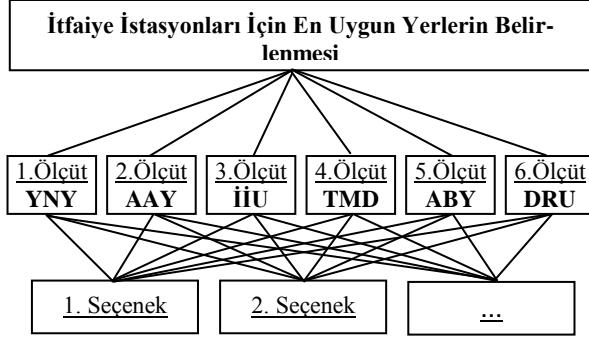 İtfaiye İstasyonları İçin En Uygun Yerlerin Belir-
lenmesi
1.Ölçüt
YNY
2.Ölçüt
AAY
3.Ölçüt
İİU
4.Ölçüt
TMD
5.Ölçüt
ABY
6.Ölçüt
DRU
1. Seçenek
2. Seçenek
...